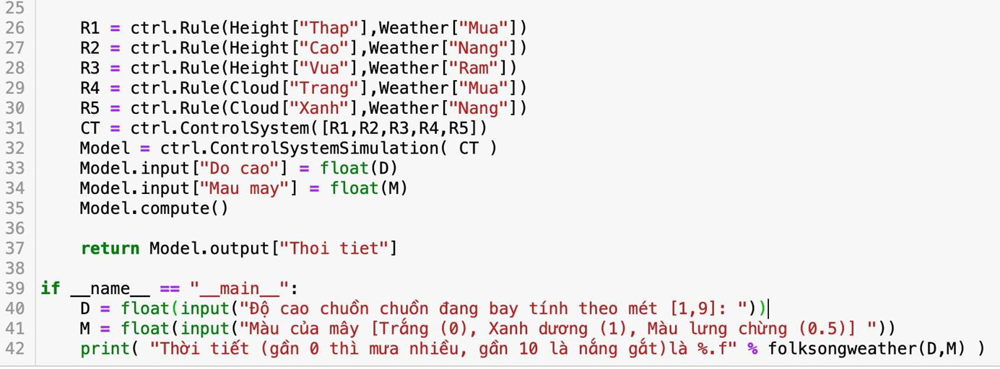 25
26 R1 = ctrl.Rule(Height["Thap"],Weather["Mua"])
27 R2 = ctrl.Rule(Height["Cao"],Weather["Nang"])
28 R3 = ctrl.Rule(Height["Vua"],Weather["Ram"])
29 R4 = ctrl.Rule(Cloud["Trang"],Weather["Mua"])
30 R5 = ctrl.Rule(Cloud["Xanh"],Weather["Nang"])
31 CT = ctrl.ControlSystem([R1,R2,R3,R4,R5])
32 Model = ctrl.ControlSystemSimulation( CT )
33 Model.input["Do cao"] = float(D)
34 Model.input["Mau may"] = float(M)
35 Model.compute()
36
37 return Model.output["Thoi tiet"]
38
39 if __name__ == "__main__":
40 D = float(input("Độ cao chuồn chuồn đang bay tính theo mét [1,9]: "))
41 M = float(input("Màu của mây [Trắng (0), Xanh dương (1), Màu lưng chừng (0.5)] "))
42 print( "Thời tiết (gần 0 thì mưa nhiều, gần 10 là nắng gắt)là %.f" % folksongweather(D,M) )